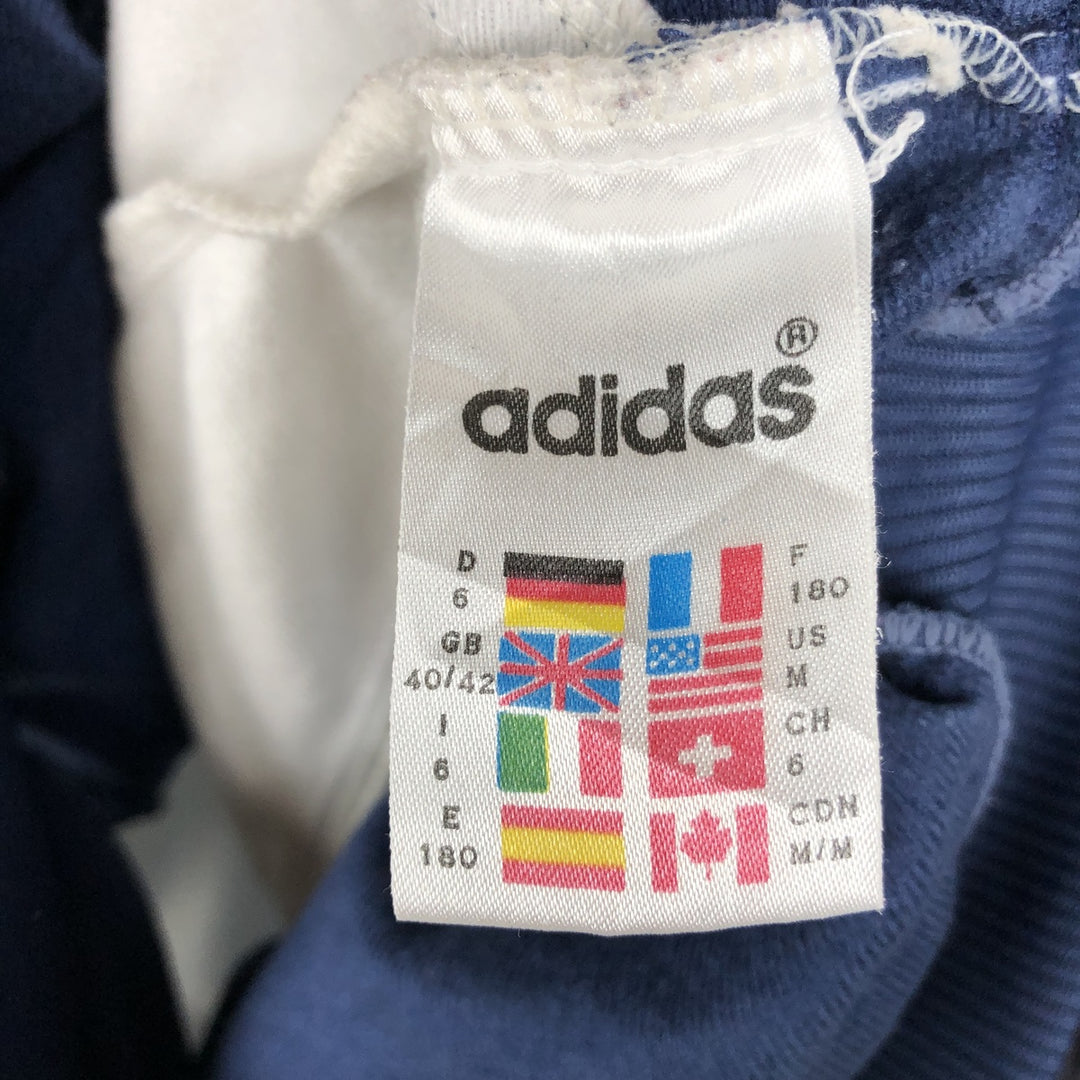 adidas®
D
6
GB
40/42
I
6
E
180
F
180
US
M
CH
6
CDN
M/M